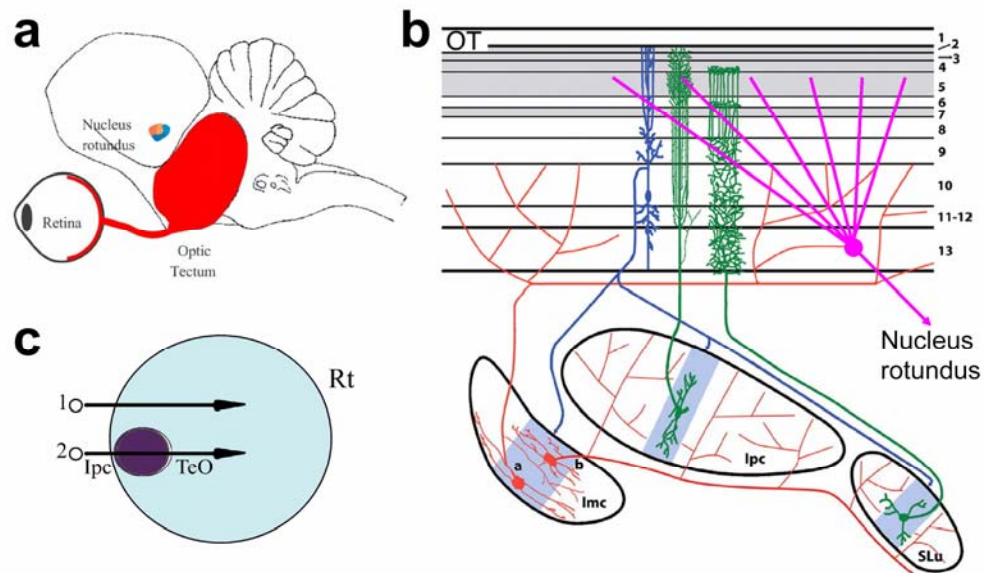 a
Nucleus
rotundus
Retina
Optic
Tectum
b
OT
1
2
3
4
5
6
7
8
9
10
11-12
13
Nucleus
rotundus
a
b
Imc
Ipc
SLu
c
Rt
1
2
Ipc
TeO